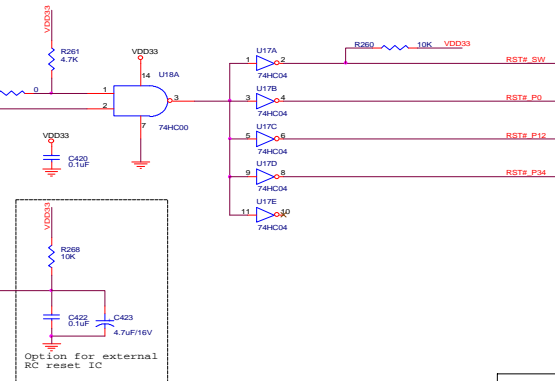 VDD33
R261
4.7K
0
1
2
VDD33
14
U18A
3
7
74HC00
VDD33
C420
0.1uF
U17A
1
2
74HC04
U17B
3
4
74HC04
U17C
5
6
74HC04
U17D
9
8
74HC04
U17E
11
10
74HC04
R260
10K
VDD33
RST#_SW
RST#_P0
RST#_P12
RST#_P34
VDD33
R268
10K
C422
0.1uF
C423
4.7uF/16V
Option for external
RC reset IC